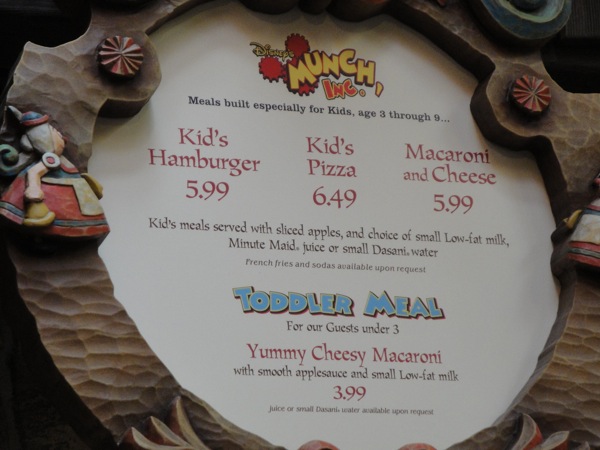 Disney's
MUNCH,
INC.,
Meals built especially for Kids, age 3 through 9...
Kid's Hamburger 5.99
Kid's Pizza 6.49
Macaroni and Cheese 5.99
Kid's meals served with sliced apples, and choice of small Low-fat milk,
Minute Maid® juice or small Dasani® water
French fries and sodas available upon request
TODDLER MEAL
For our Guests under 3
Yummy Cheesy Macaroni
with smooth applesauce and small Low-fat milk
3.99
Juice or small Dasani® water available upon request